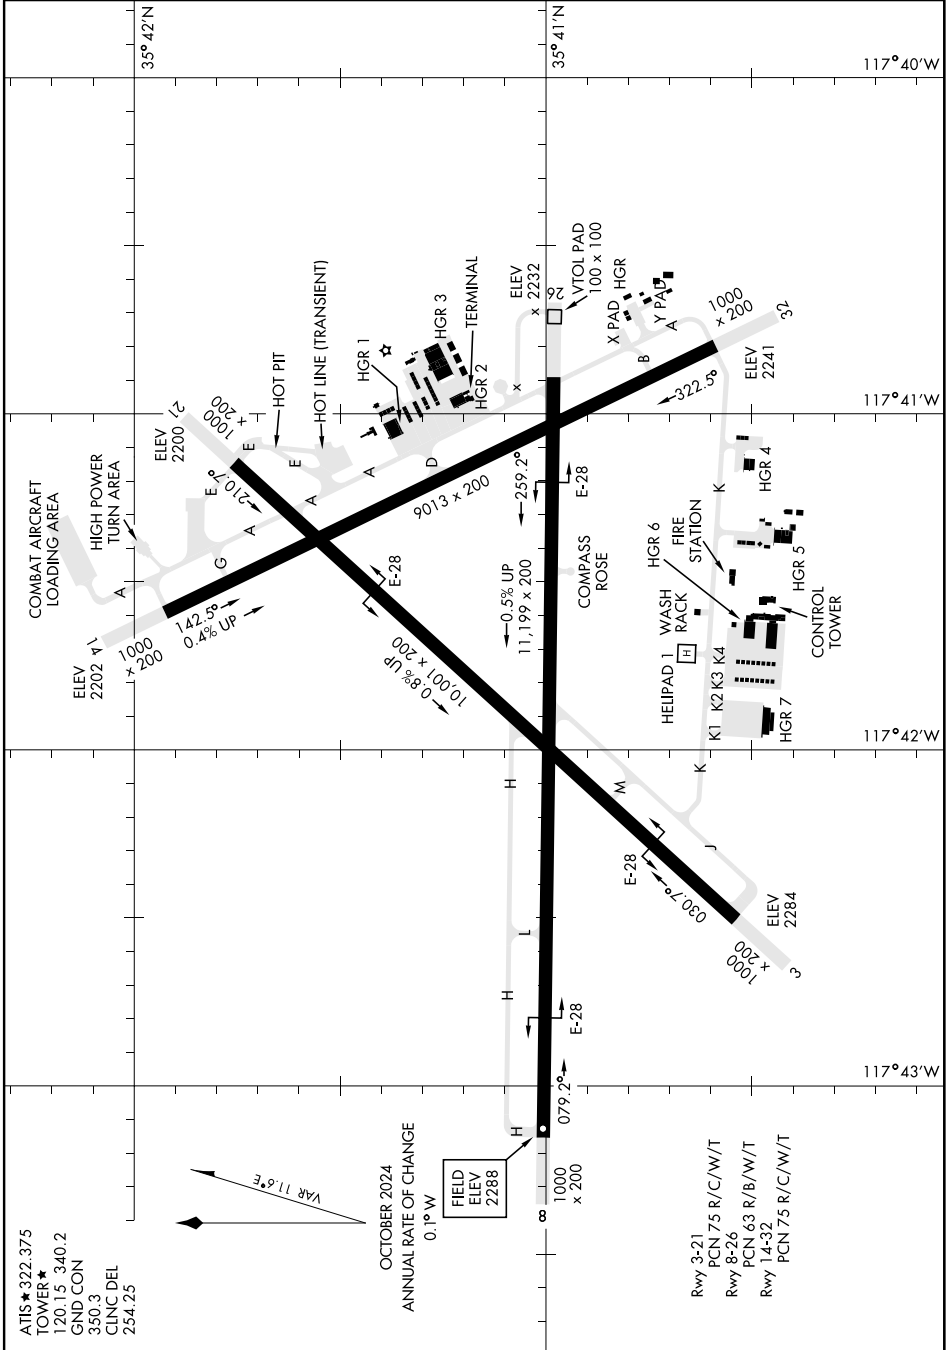 ATIS★322.375
TOWER★
120.15 340.2
GND CON
350.3
CLNC DEL
254.25
VAR 11.6°E
OCTOBER 2024
ANNUAL RATE OF CHANGE
0.1° W
FIELD
ELEV
2288
Rwy 3-21
PCN 75 R/C/W/T
Rwy 8-26
PCN 63 R/B/W/T
Rwy 14-32
PCN 75 R/C/W/T
8
1000
x 200
079.2°
H
H
L
H
E-28
117°43'W
3
1000
x 200
ELEV
2284
030.7°
E-28
J
M
K
117°42'W
ELEV
2202
14
1000
x 200
142.5°
0.4% UP
COMBAT AIRCRAFT
LOADING AREA
HIGH POWER
TURN AREA
A
G
A
A
A
D
E
E
E
ELEV
2200
21
1000
x 200
210.7°
E-28
0.8% UP
10,001 x 200
9013 x 200
HOT PIT
HOT LINE (TRANSIENT)
HGR 1
HGR 3
TERMINAL
HGR 2
0.5% UP
11,199 x 200
259.2°
E-28
COMPASS
ROSE
HELIPAD 1
H
WASH
RACK
HGR 6
FIRE
STATION
K1
K2
K3
K4
K
HGR 7
CONTROL
TOWER
HGR 5
HGR 4
117°41'W
x
x
ELEV
2232
26
VTOL PAD
100 x 100
X PAD
HGR
Y PAD
A
B
322.5°
ELEV
2241
1000
x 200
32
35°42'N
35°41'N
117°40'W